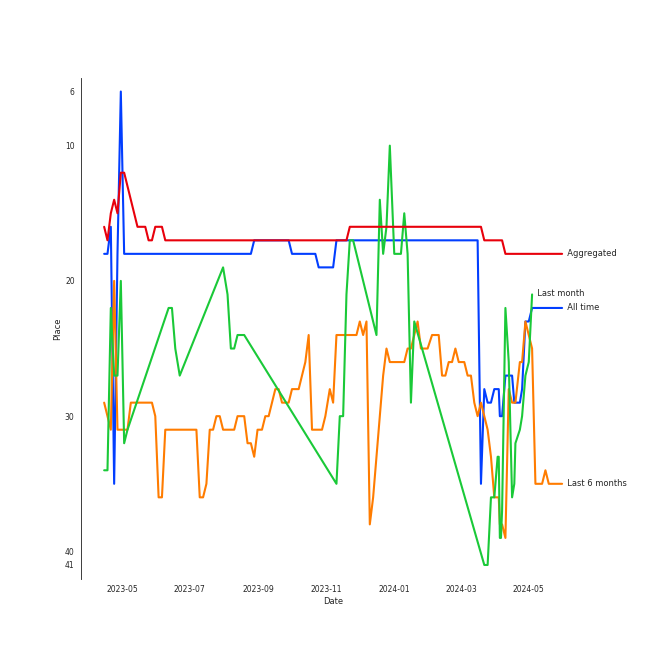 6
10
Aggregated
20
Last month
All time
Place
30
Last 6 months
40
41
2023-05 2023-07 2023-09 2023-11 2024-01 2024-03 2024-05
Date